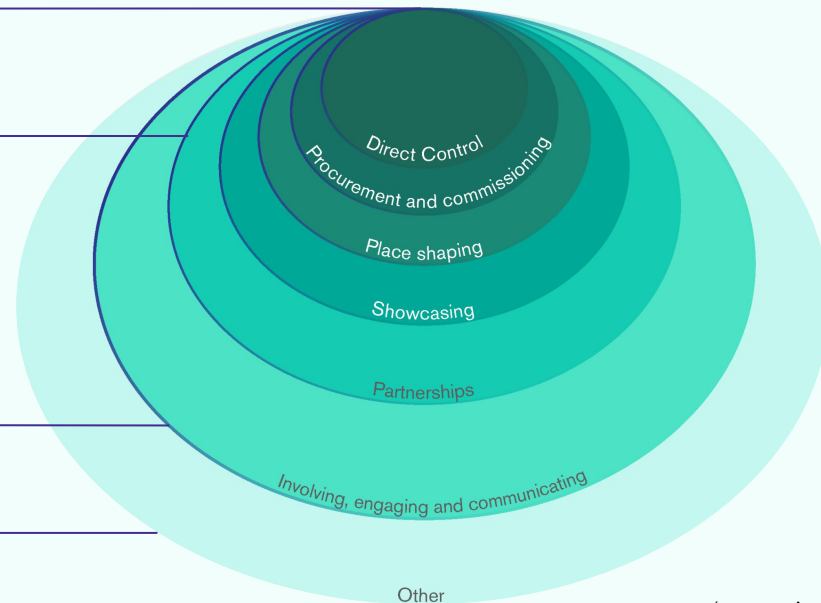 Direct Control
Procurement and commissioning
Place shaping
Showcasing
Partnerships
Involving, engaging and communicating
Other